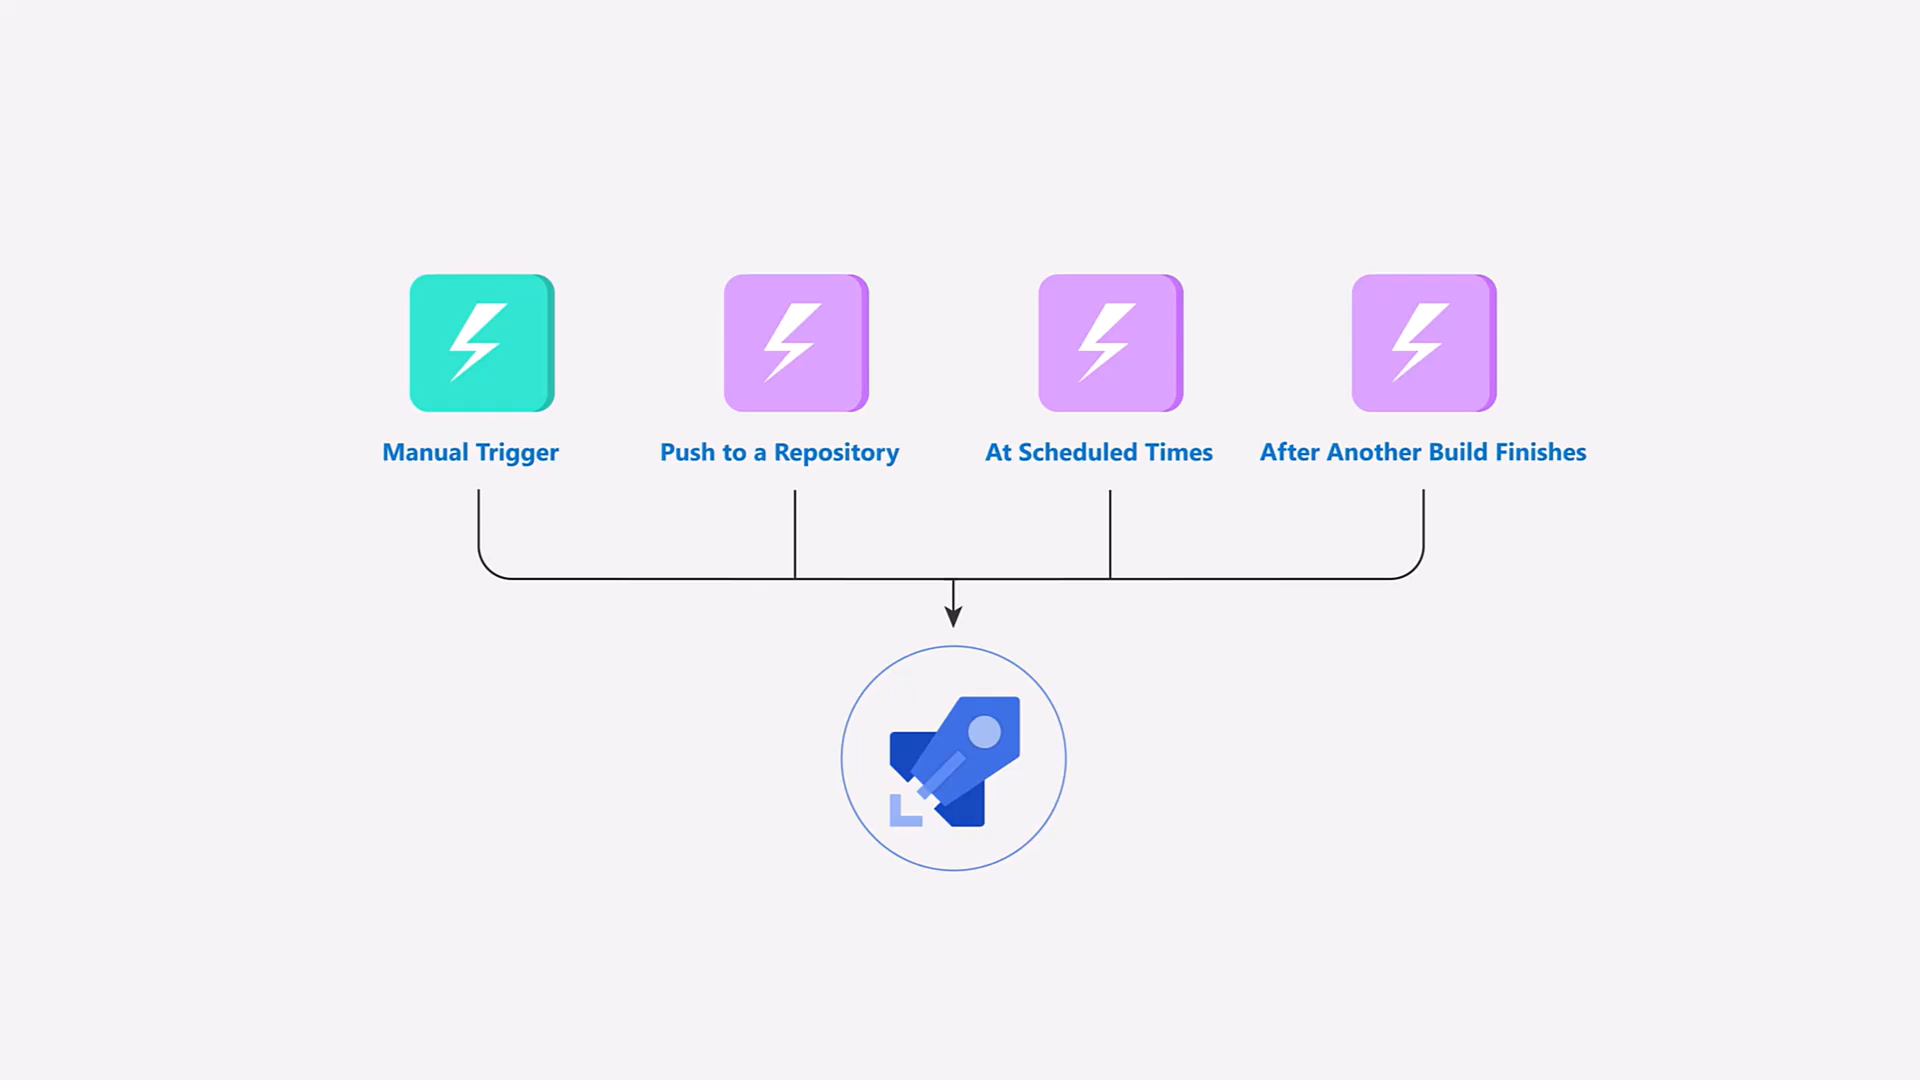 Manual Trigger
Push to a Repository
At Scheduled Times
After Another Build Finishes